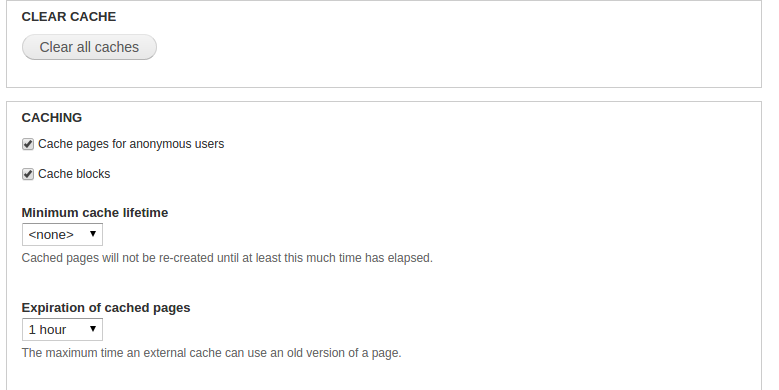 CLEAR CACHE
Clear all caches
CACHING
Cache pages for anonymous users
Cache blocks
Minimum cache lifetime
<none>
Cached pages will not be re-created until at least this much time has elapsed.
Expiration of cached pages
1 hour
The maximum time an external cache can use an old version of a page.